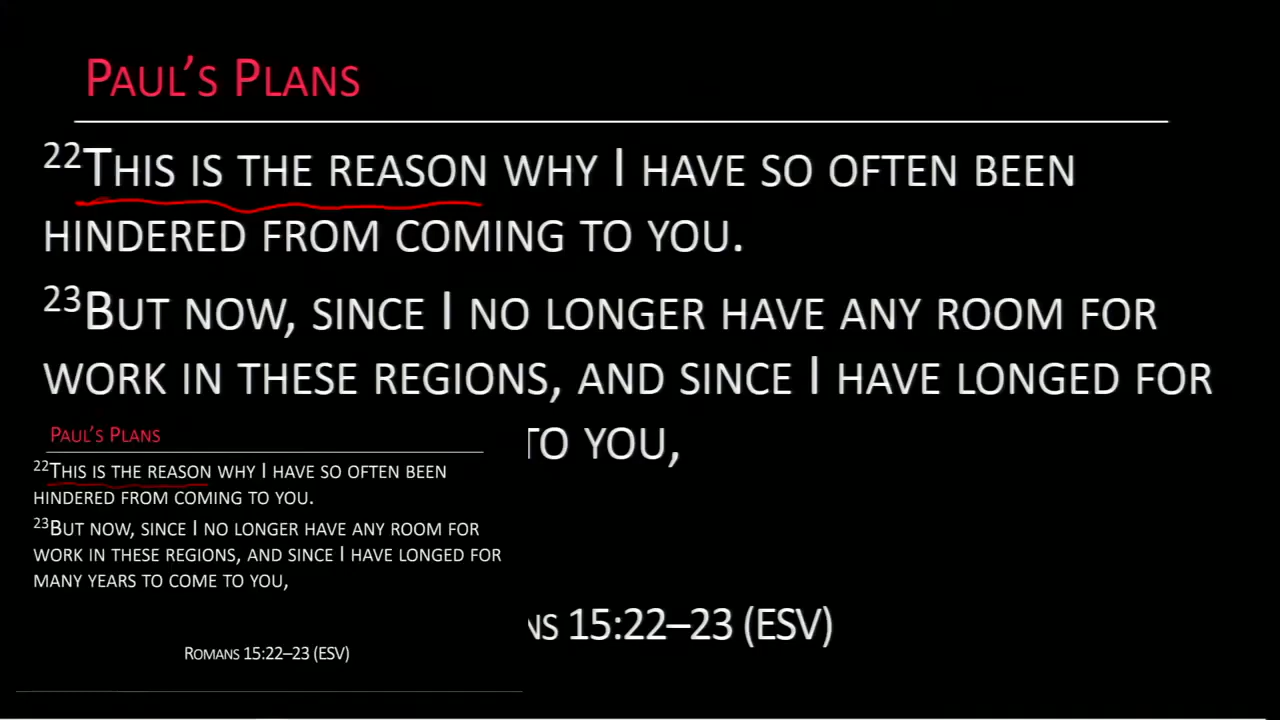 Paul's Plans
22This is the reason why I have so often been
hindered from coming to you.
23But now, since I no longer have any room for
work in these regions, and since I have longed for
to you,
15:22–23 (ESV)
Paul's Plans
22This is the reason why I have so often been
hindered from coming to you.
23But now, since I no longer have any room for
work in these regions, and since I have longed for
many years to come to you,
Romans 15:22–23 (ESV)